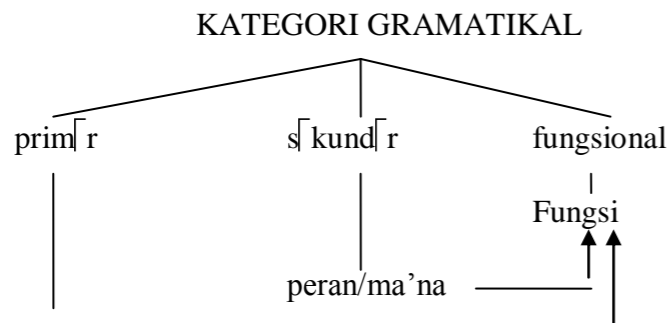 KATEGORI GRAMATIKAL
prim⎡r s⎡kund⎡r fungsional
Fungsi
peran/ma’na